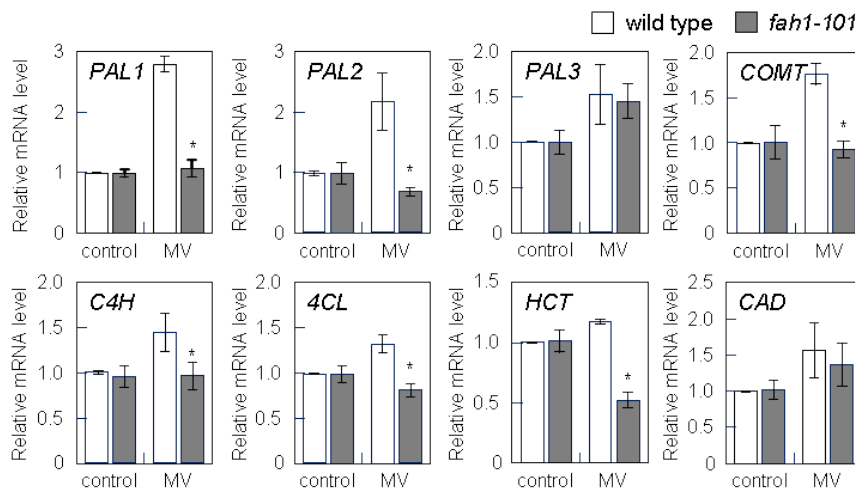 wild type fah1-101
Relative mRNA level
3
2
1
0
PAL1
*
control MV
Relative mRNA level
3
2
1
0
PAL2
*
control MV
Relative mRNA level
2.0
1.5
1.0
0.5
0
PAL3
control MV
Relative mRNA level
2.0
1.5
1.0
0.5
0
COMT
*
control MV
Relative mRNA level
2.0
1.5
1.0
0.5
0
C4H
*
control MV
Relative mRNA level
2.0
1.5
1.0
0.5
0
4CL
*
control MV
Relative mRNA level
1.5
1.0
0.5
0
HCT
*
control MV
Relative mRNA level
2.5
2.0
1.5
1.0
0.5
0
CAD
control MV